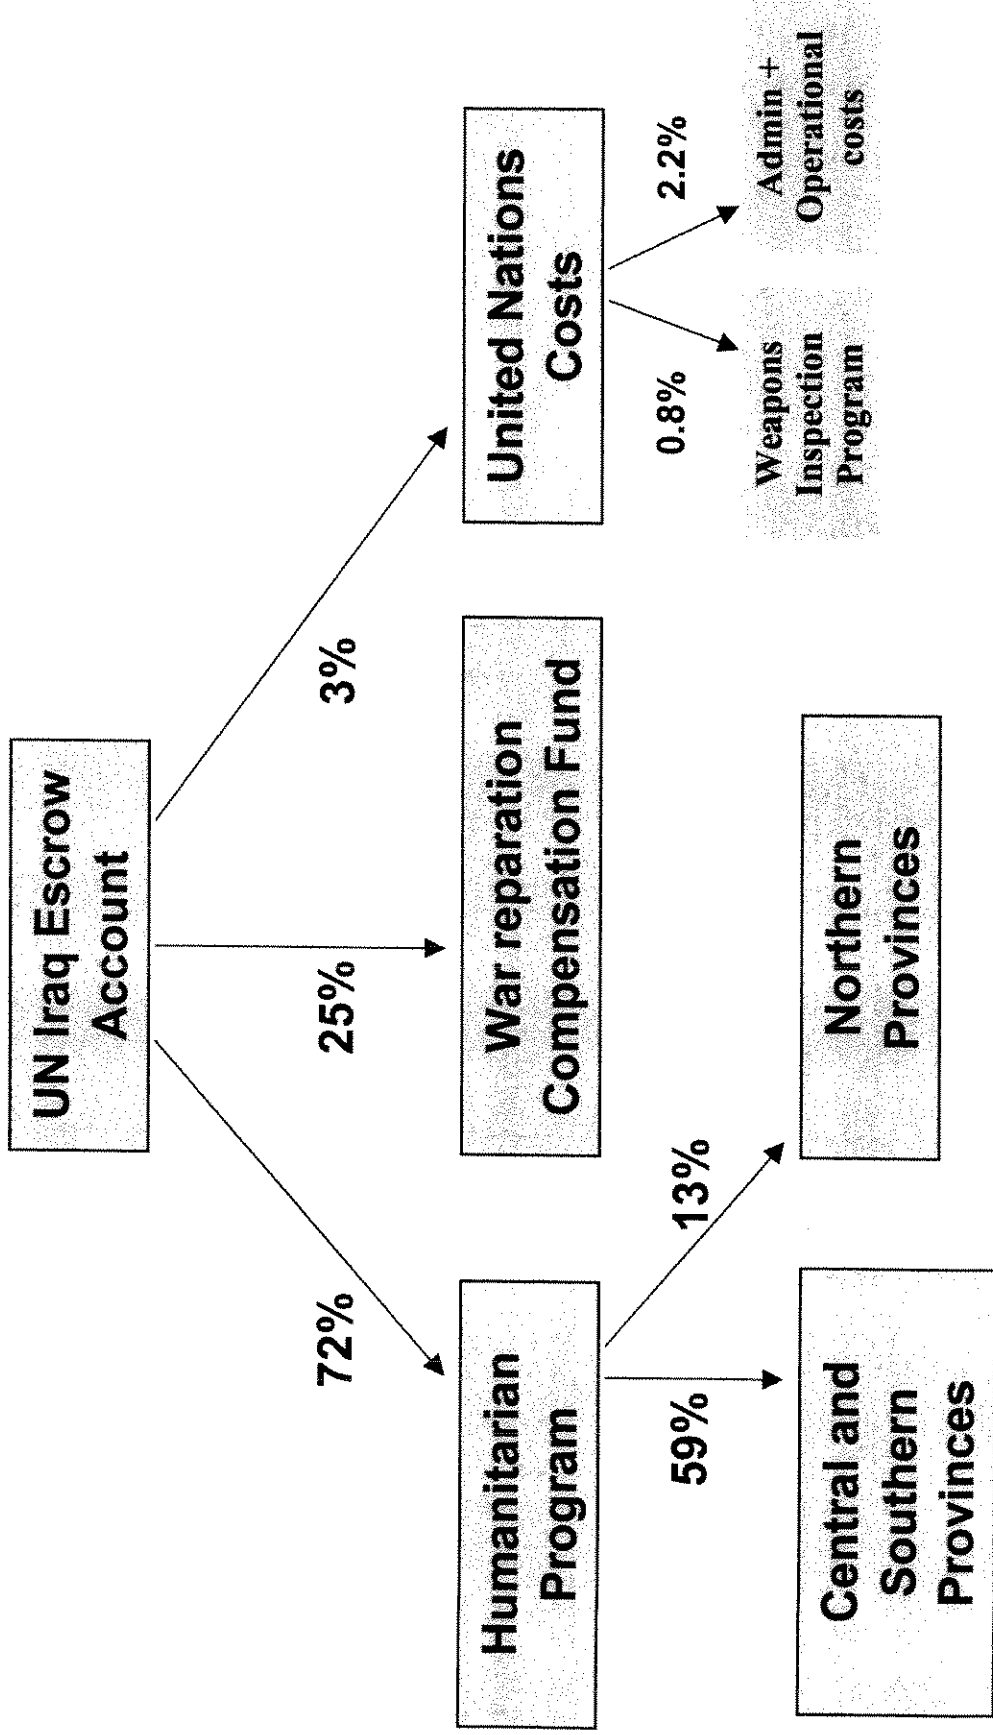 UN Iraq Escrow
Account
72%
25%
3%
Humanitarian
Program
War reparation
Compensation Fund
United Nations
Costs
59%
13%
0.8%
2.2%
Central and
Southern
Provinces
Northern
Provinces
Weapons
Inspection
Program
Admin +
Operational
costs